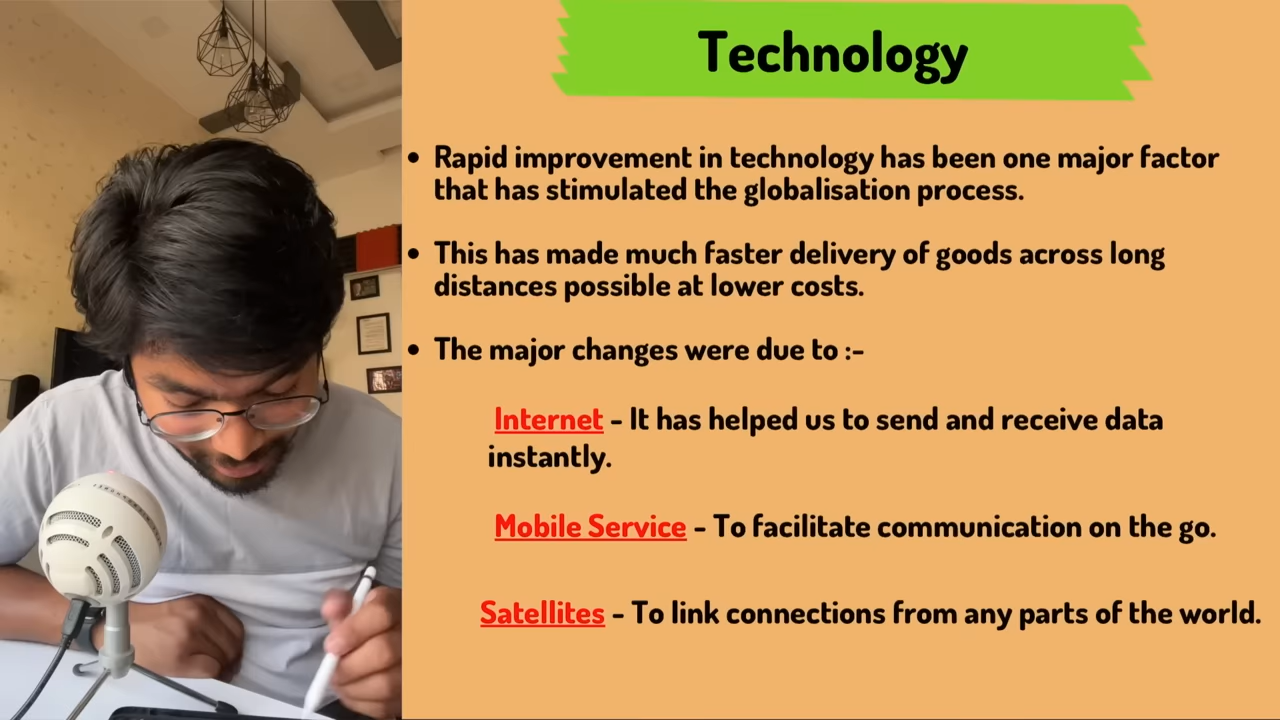 Technology
• Rapid improvement in technology has been one major factor
that has stimulated the globalisation process.
• This has made much faster delivery of goods across long
distances possible at lower costs.
• The major changes were due to :-
Internet - It has helped us to send and receive data
instantly.
Mobile Service - To facilitate communication on the go.
Satellites - To link connections from any parts of the world.